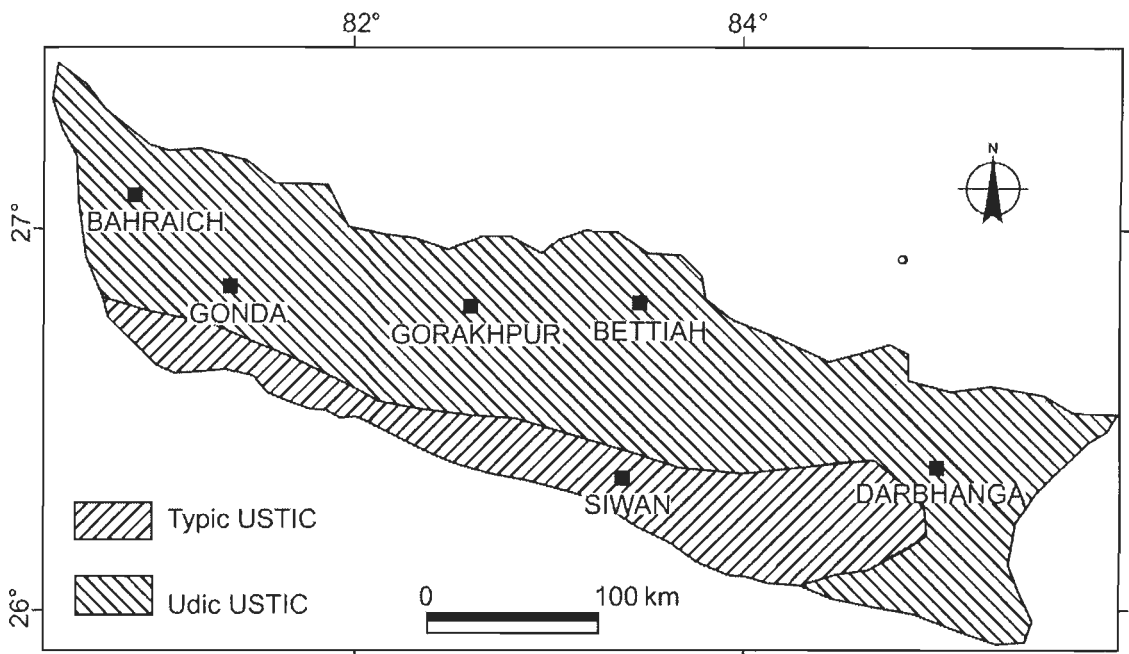 82° 84°
N
27°
BAHRAICH
GONDA
GORAKHPUR
BETTIAH
DARBHANGA
SIWAN
Typic USTIC
Udic USTIC
0 100 km
26°